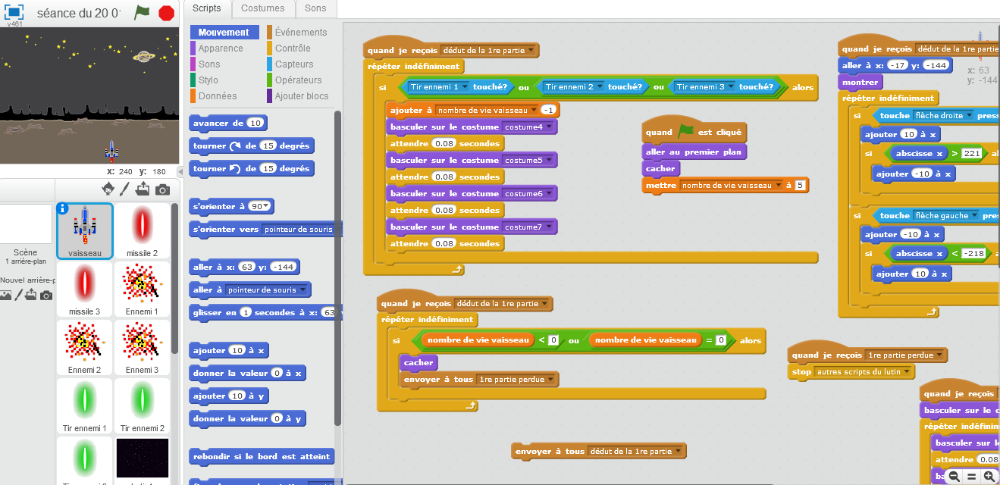 séance du 20 0
v461
x: 240 y: 180
Scène
1 arrière-plan
Nouvel arrière-p
vaisseau
missile 2
missile 3
Ennemi 1
Ennemi 2
Ennemi 3
Tir ennemi 1
Tir ennemi 2
Scripts
Costumes
Sons
Mouvement
Événements
Apparence
Contrôle
Sons
Capteurs
Stylo
Opérateurs
Données
Ajouter blocs
avancer de 10
tourner de 15 degrés
tourner de 15 degrés
s'orienter à 90
s'orienter vers pointeur de souris
aller à x: 63 y: -144
aller à pointeur de souris
glisser en 1 secondes à x: 63
ajouter 10 à x
donner la valeur 0 à x
ajouter 10 à y
donner la valeur 0 à y
rebondir si le bord est atteint
quand je reçois dédut de la 1re partie
répéter indéfiniment
si Tir ennemi 1 touché? ou Tir ennemi 2 touché? ou Tir ennemi 3 touché? alors
ajouter à nombre de vie vaisseau -1
basculer sur le costume costume4
attendre 0.08 secondes
basculer sur le costume costume5
attendre 0.08 secondes
basculer sur le costume costume6
attendre 0.08 secondes
basculer sur le costume costume7
attendre 0.08 secondes
quand est cliqué
aller au premier plan
cacher
mettre nombre de vie vaisseau à 5
quand je reçois dédut de la 1re partie
répéter indéfiniment
si nombre de vie vaisseau < 0 ou nombre de vie vaisseau = 0 alors
cacher
envoyer à tous 1re partie perdue
envoyer à tous dédut de la 1re partie
quand je reçois dédut de la 1re partie
aller à x: -17 y: -144
x: 63
y: -144
montrer
répéter indéfiniment
si touche flèche droite press
ajouter 10 à x
si abscisse x > 221 al
ajouter -10 à x
si touche flèche gauche pres
ajouter -10 à x
si abscisse x < -218 a
ajouter 10 à x
quand je reçois 1re partie perdue
stop autres scripts du lutin
quand je reçois
basculer sur le c
répéter indéfinim
basculer sur le
attendre 0.08
ba